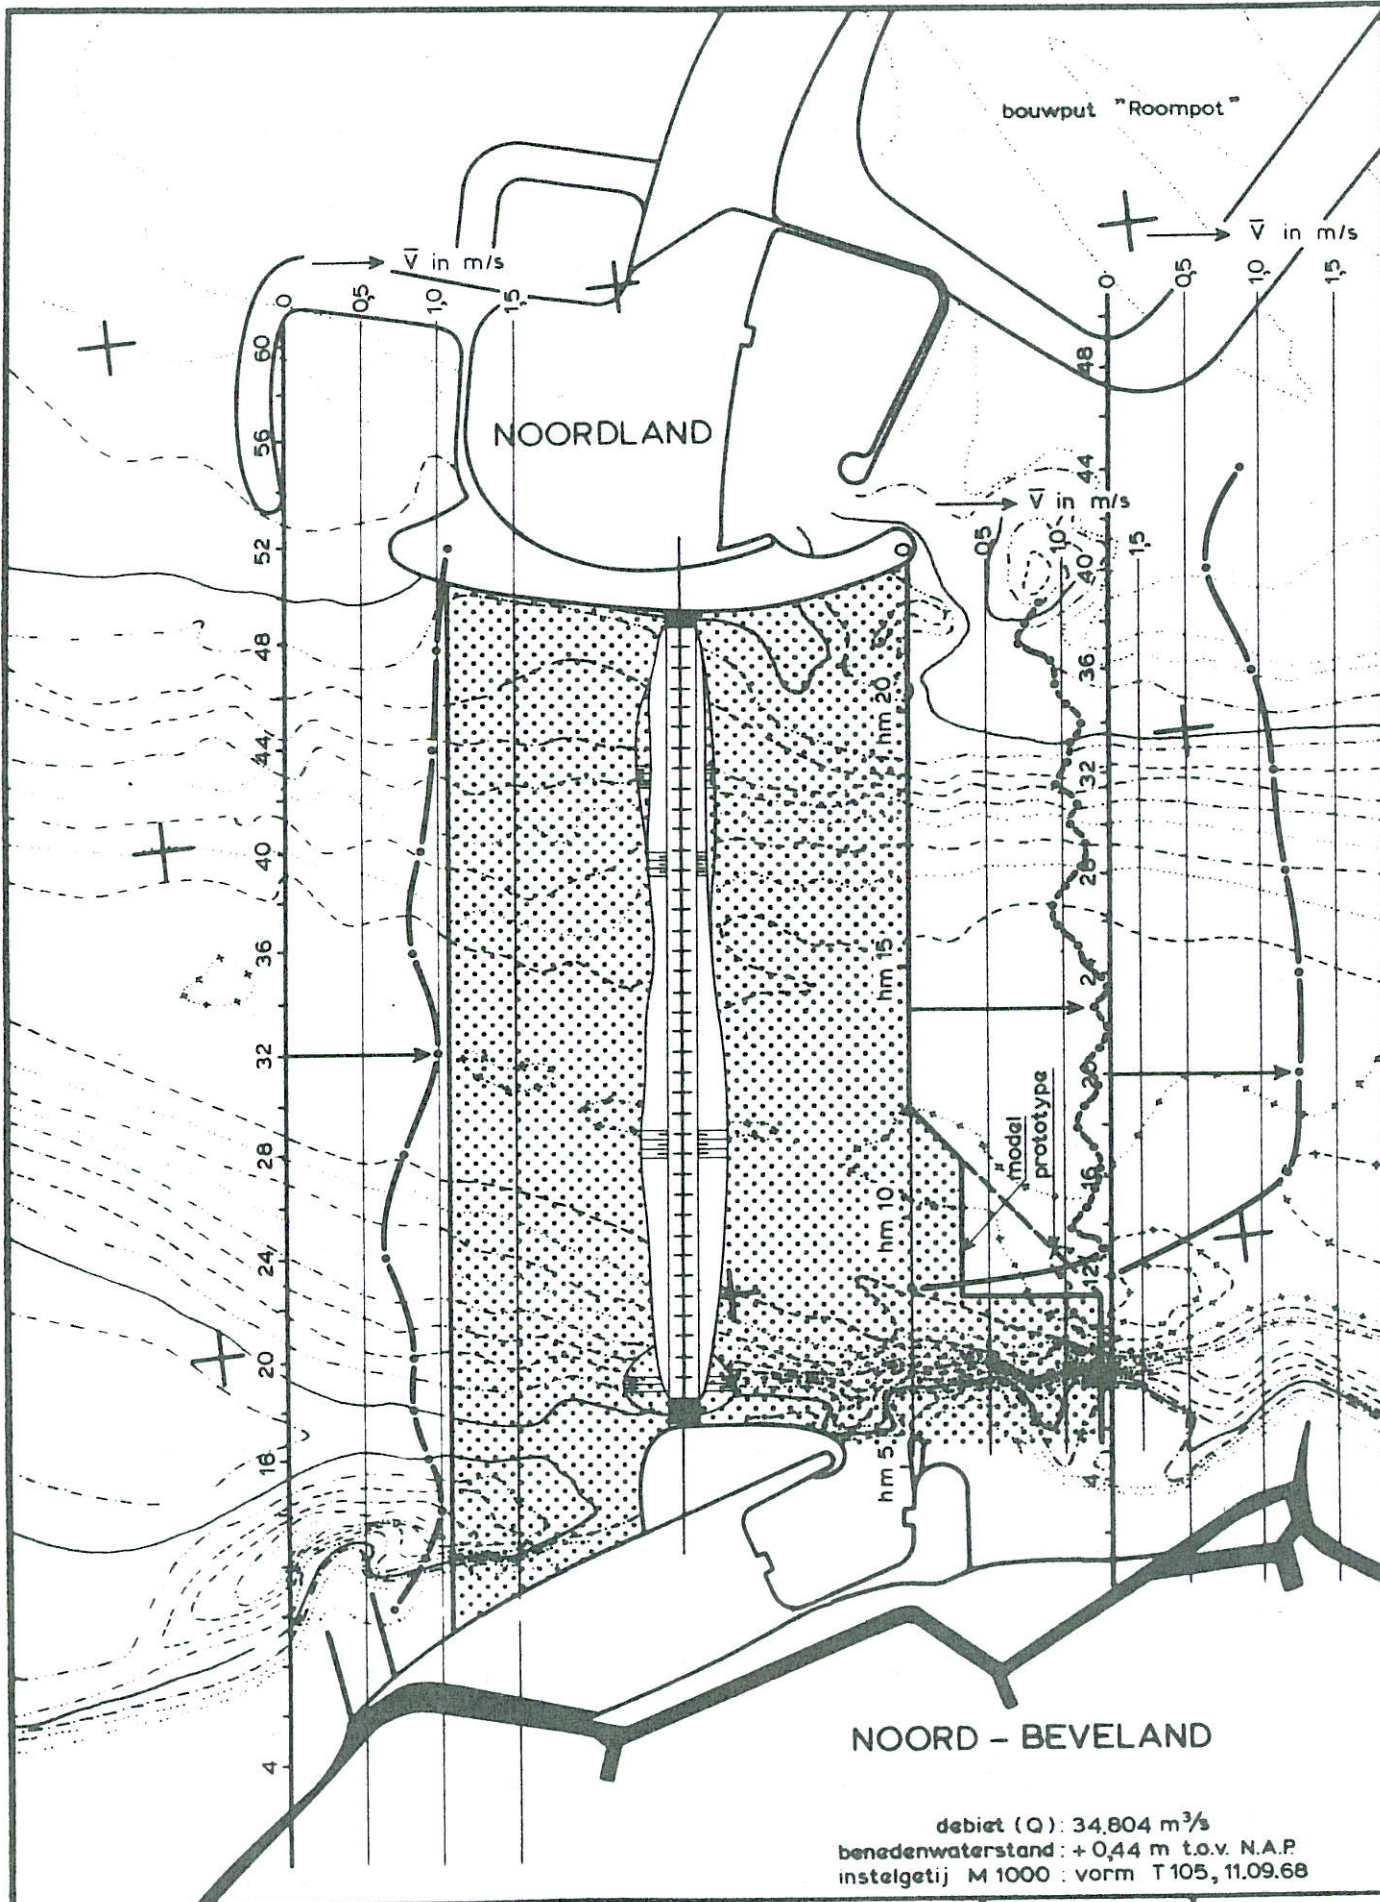 bouwput "Roompot"
V̅ in m/s
0
0,5
1,0
1,5
V̅ in m/s
0
0,5
1,0
1,5
NOORDLAND
V̅ in m/s
0
0,5
1,0
1,5
60
56
52
48
44
40
36
32
28
24
20
16
4
hm 20
hm 15
hm 10
hm 5
48
44
40
36
32
28
24
20
16
12
4
model
prototype
NOORD – BEVELAND
debiet (Q): 34.804 m³/s
benedenwaterstand : + 0,44 m t.o.v. N.A.P.
instelgetij M 1000 : vorm T 105, 11.09.68